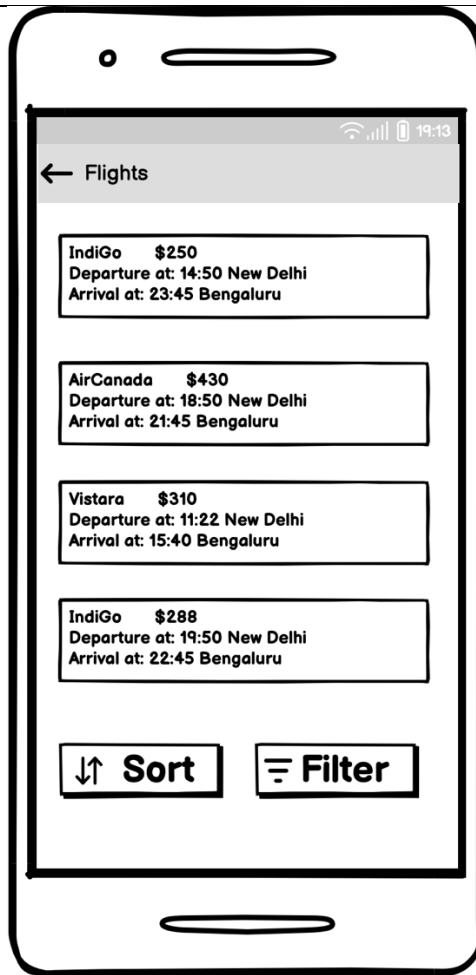 19:13
Flights
IndiGo $250
Departure at: 14:50 New Delhi
Arrival at: 23:45 Bengaluru
AirCanada $430
Departure at: 18:50 New Delhi
Arrival at: 21:45 Bengaluru
Vistara $310
Departure at: 11:22 New Delhi
Arrival at: 15:40 Bengaluru
IndiGo $288
Departure at: 19:50 New Delhi
Arrival at: 22:45 Bengaluru
Sort Filter